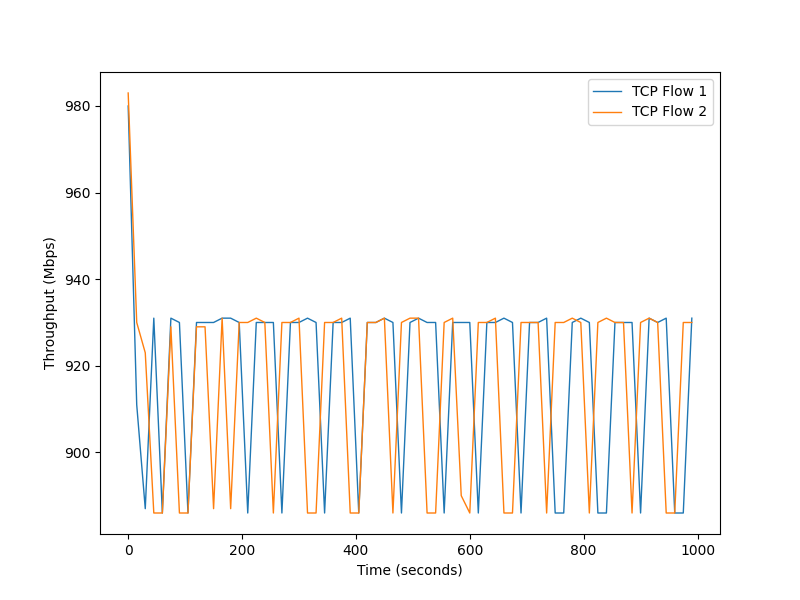 TCP Flow 1
TCP Flow 2
980
960
940
920
900
Throughput (Mbps)
0 200 400 600 800 1000
Time (seconds)